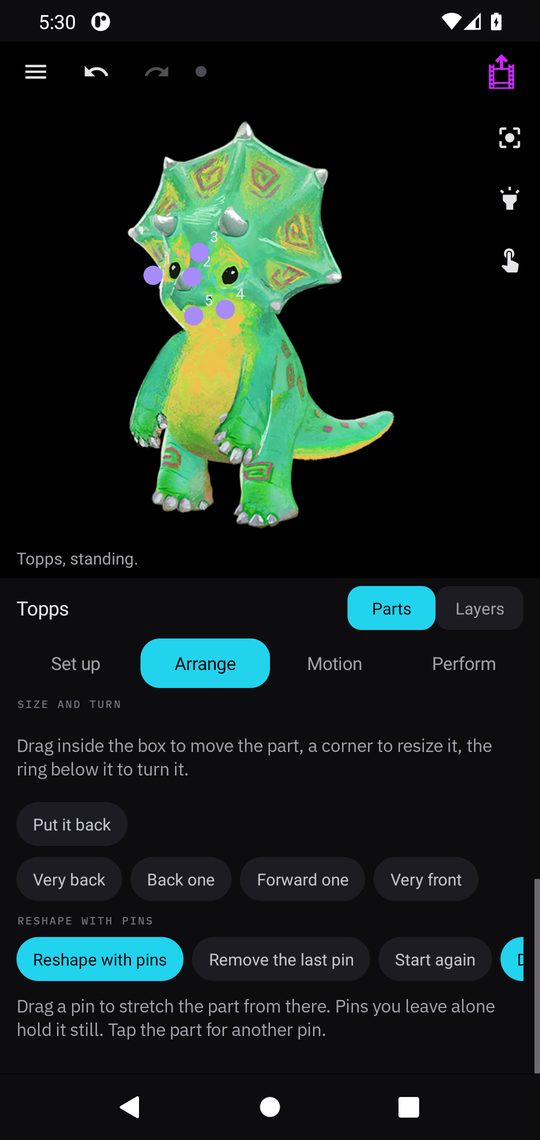 5:30
3
2
5
4
Topps, standing.
Topps
Parts
Layers
Set up
Arrange
Motion
Perform
SIZE AND TURN
Drag inside the box to move the part, a corner to resize it, the
ring below it to turn it.
Put it back
Very back
Back one
Forward one
Very front
RESHAPE WITH PINS
Reshape with pins
Remove the last pin
Start again
Drag a pin to stretch the part from there. Pins you leave alone
hold it still. Tap the part for another pin.